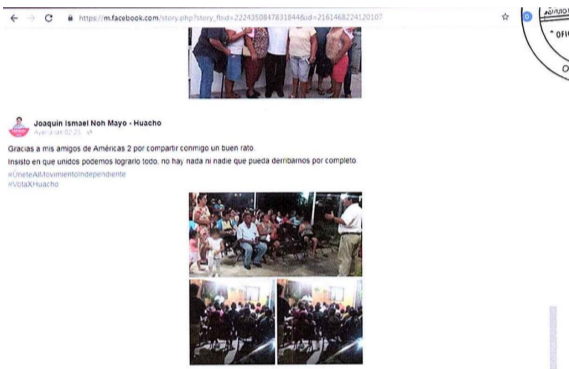 https://m.facebook.com/story.php?story_fbid=2224350847831844&id=2161468224120107
Joaquín Ismael Noh Mayo - Huacho
Gracias a mis amigos de Américas 2 por compartir conmigo un buen rato.
Insisto en que unidos podemos lograrlo todo, no hay nada ni nadie que pueda derribarnos por completo.
#ÚneteAlMovimientoIndependiente
#VotaXHuacho